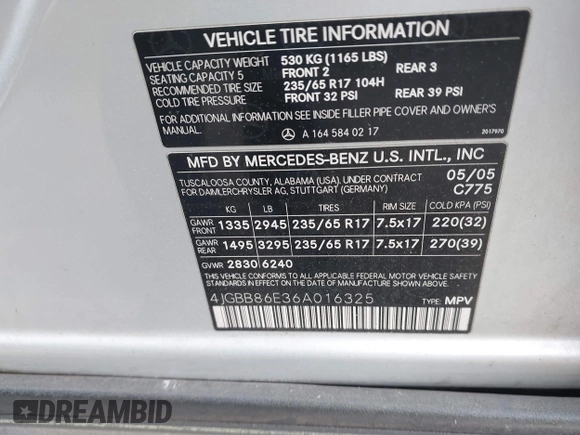 VEHICLE TIRE INFORMATION
VEHICLE CAPACITY WEIGHT 530 KG (1165 LBS)
SEATING CAPACITY 5 FRONT 2 REAR 3
RECOMMENDED TIRE SIZE 235/65 R17 104H
COLD TIRE PRESSURE FRONT 32 PSI REAR 39 PSI
FOR ADDITIONAL INFORMATION SEE INSIDE FILLER PIPE COVER AND OWNER'S
MANUAL.
A 164 584 02 17 2017970
MFD BY MERCEDES-BENZ U.S. INTL., INC
TUSCALOOSA COUNTY, ALABAMA (USA), UNDER CONTRACT 05/05
FOR DAIMLERCHRYSLER AG, STUTTGART (GERMANY) C775
KG LB TIRES RIM SIZE COLD KPA (PSI)
GAWR FRONT 1335 2945 235/65 R17 7.5x17 220(32)
GAWR REAR 1495 3295 235/65 R17 7.5x17 270(39)
GVWR 2830 6240
THIS VEHICLE CONFORMS TO ALL APPLICABLE FEDERAL MOTOR VEHICLE SAFETY
STANDARDS IN EFFECT ON THE DATE OF MANUFACTURE SHOWN ABOVE.
4JGBB86E36A016325
TYPE: MPV
DREAMBID